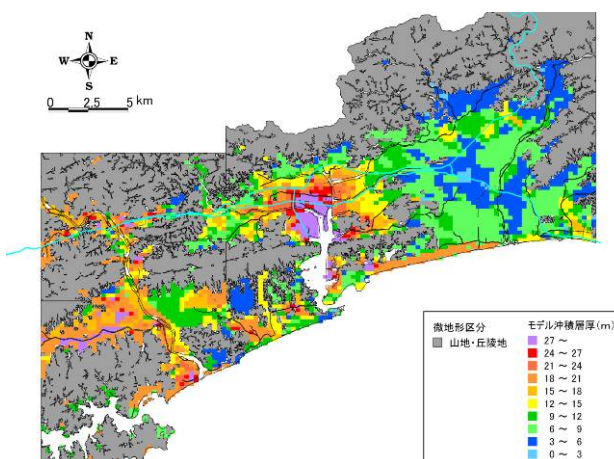 N
W E
S
0 2.5 5 km
微地形区分
山地・丘陵地
モデル沖積層厚(m)
27 ~
24 ~ 27
21 ~ 24
18 ~ 21
15 ~ 18
12 ~ 15
9 ~ 12
6 ~ 9
3 ~ 6
0 ~ 3